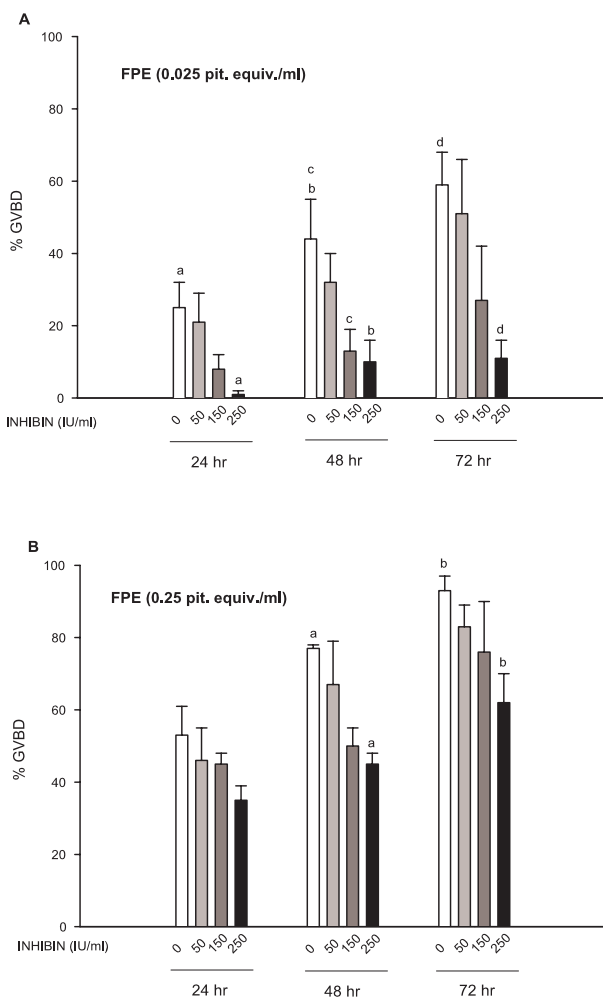 A
100
FPE (0.025 pit. equiv./ml)
80
d
c
60
b
% GVBD
40
a
c
b
d
20
a
0
INHIBIN (IU/ml)
0 50 150 250 0 50 150 250 0 50 150 250
24 hr 48 hr 72 hr
B
100
b
FPE (0.25 pit. equiv./ml)
80
a
b
60
% GVBD
a
40
20
0
INHIBIN (IU/ml)
0 50 150 250 0 50 150 250 0 50 150 250
24 hr 48 hr 72 hr